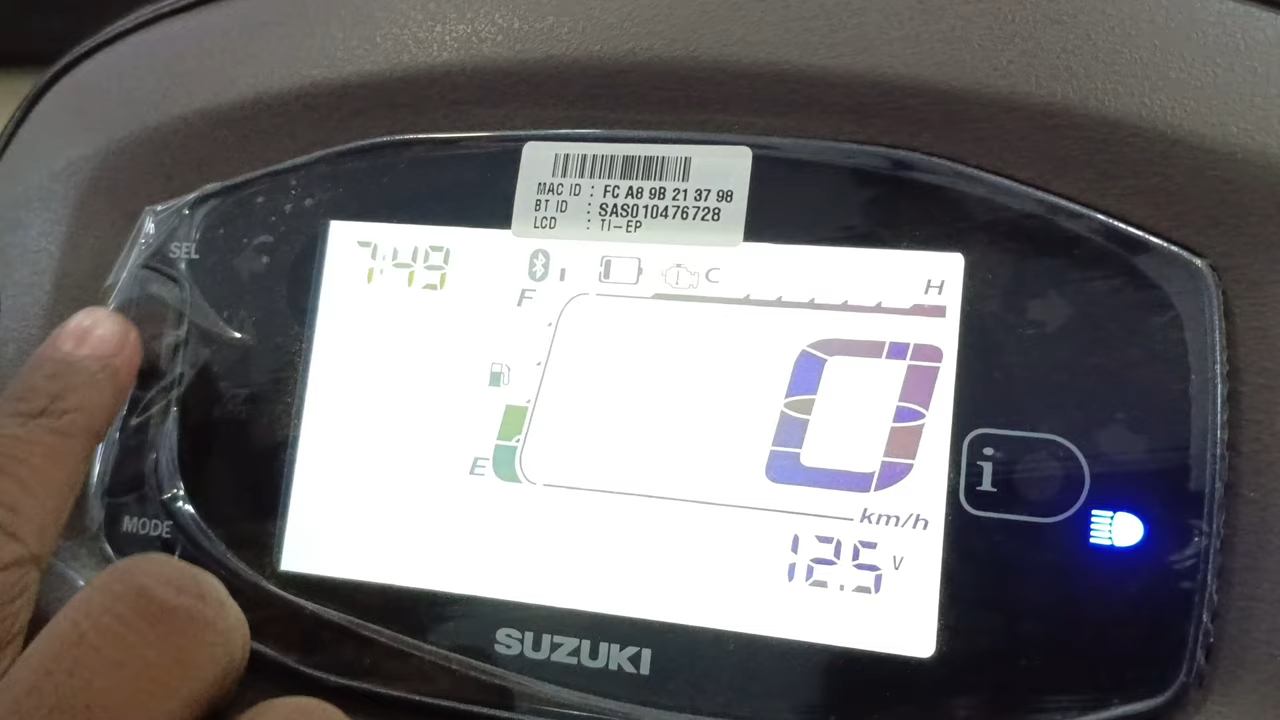 MAC ID : FC A8 9B 21 37 98
BT ID : SAS010476728
LCD : TI-EP
SEL
7:49
C
H
F
0
E
i
MODE
km/h
12.5 V
SUZUKI